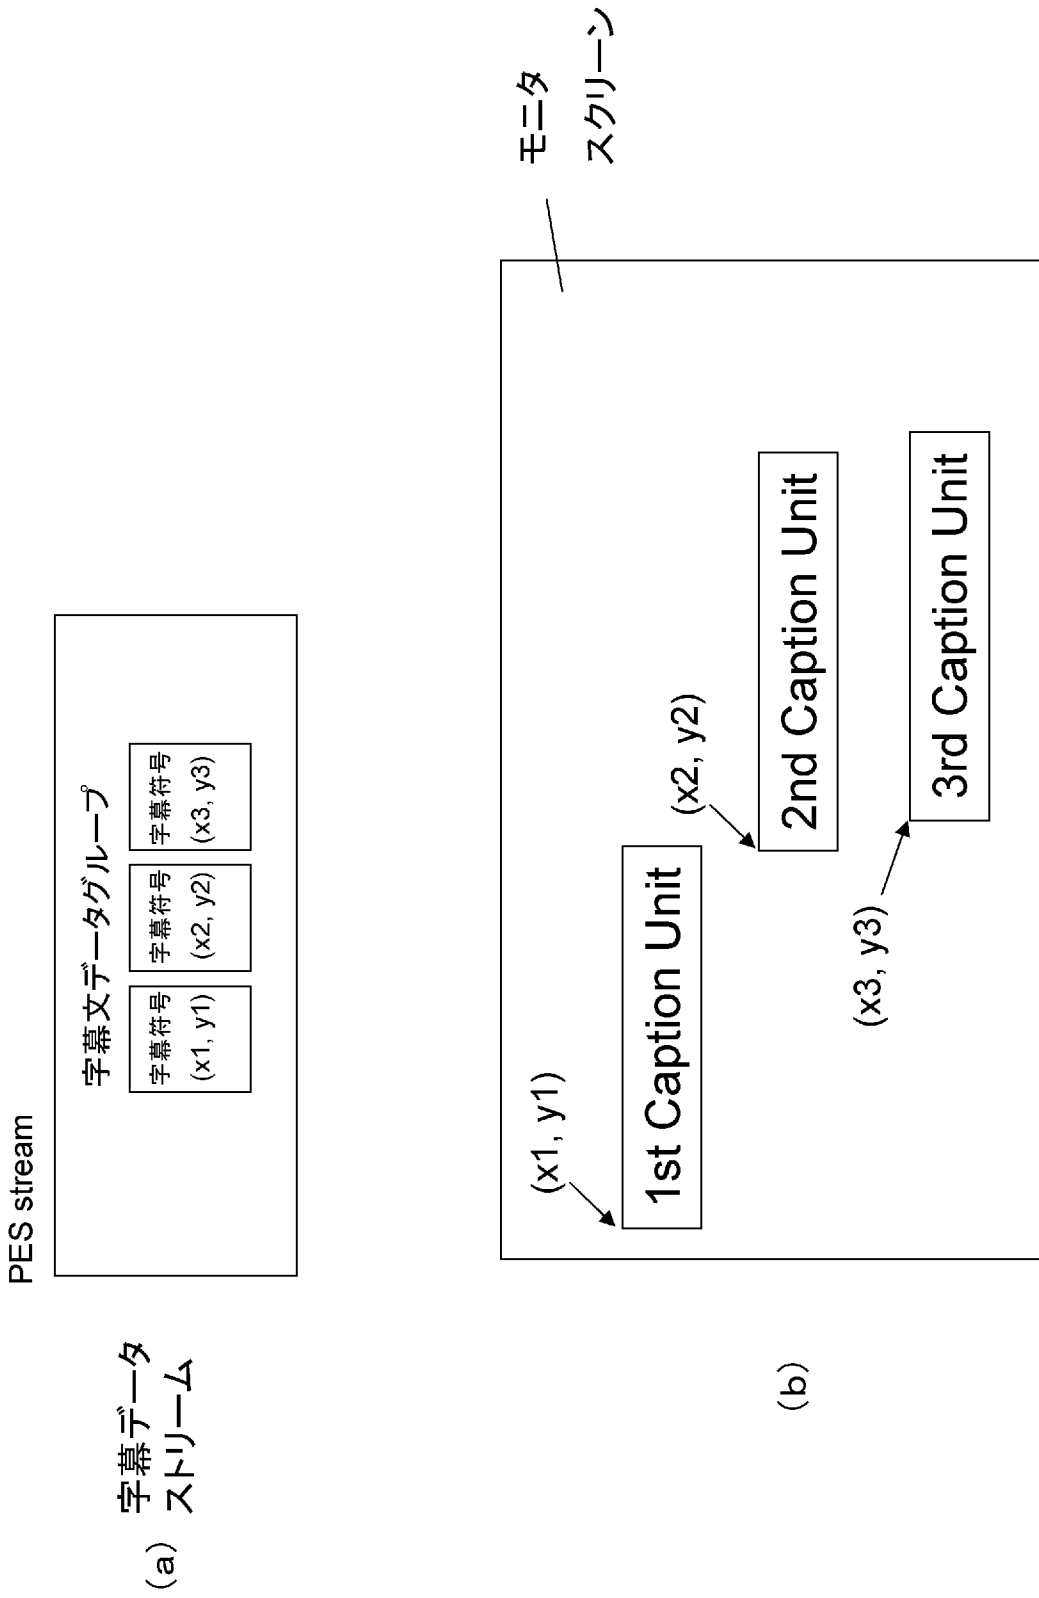 PES stream
(a)
字幕データ
ストリーム
字幕文データグループ
字幕符号
(x1, y1)
字幕符号
(x2, y2)
字幕符号
(x3, y3)
(b)
モニタ
スクリーン
(x1, y1)
1st Caption Unit
(x2, y2)
2nd Caption Unit
(x3, y3)
3rd Caption Unit